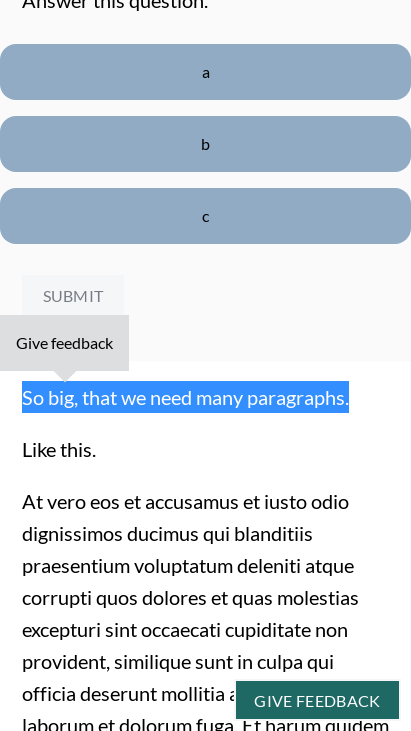 Answer this question.
a
b
c
SUBMIT
Give feedback
So big, that we need many paragraphs.
Like this.
At vero eos et accusamus et iusto odio
dignissimos ducimus qui blanditiis
praesentium voluptatum deleniti atque
corrupti quos dolores et quas molestias
excepturi sint occaecati cupiditate non
provident, similique sunt in culpa qui
officia deserunt mollitia
GIVE FEEDBACK
laborum et dolorum fuga. Et harum quidem